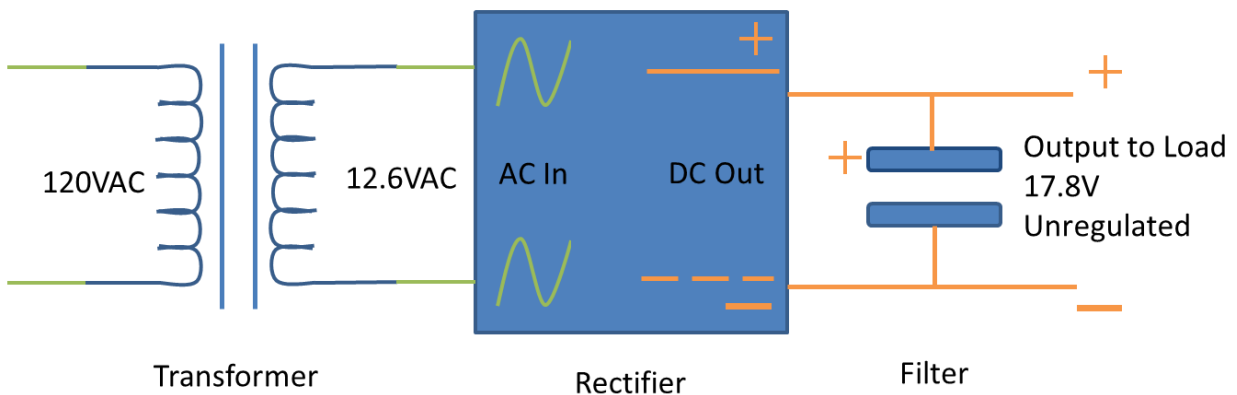 120VAC
12.6VAC
AC In
DC Out
+
+
+
Output to Load
17.8V
Unregulated
Transformer
Rectifier
Filter